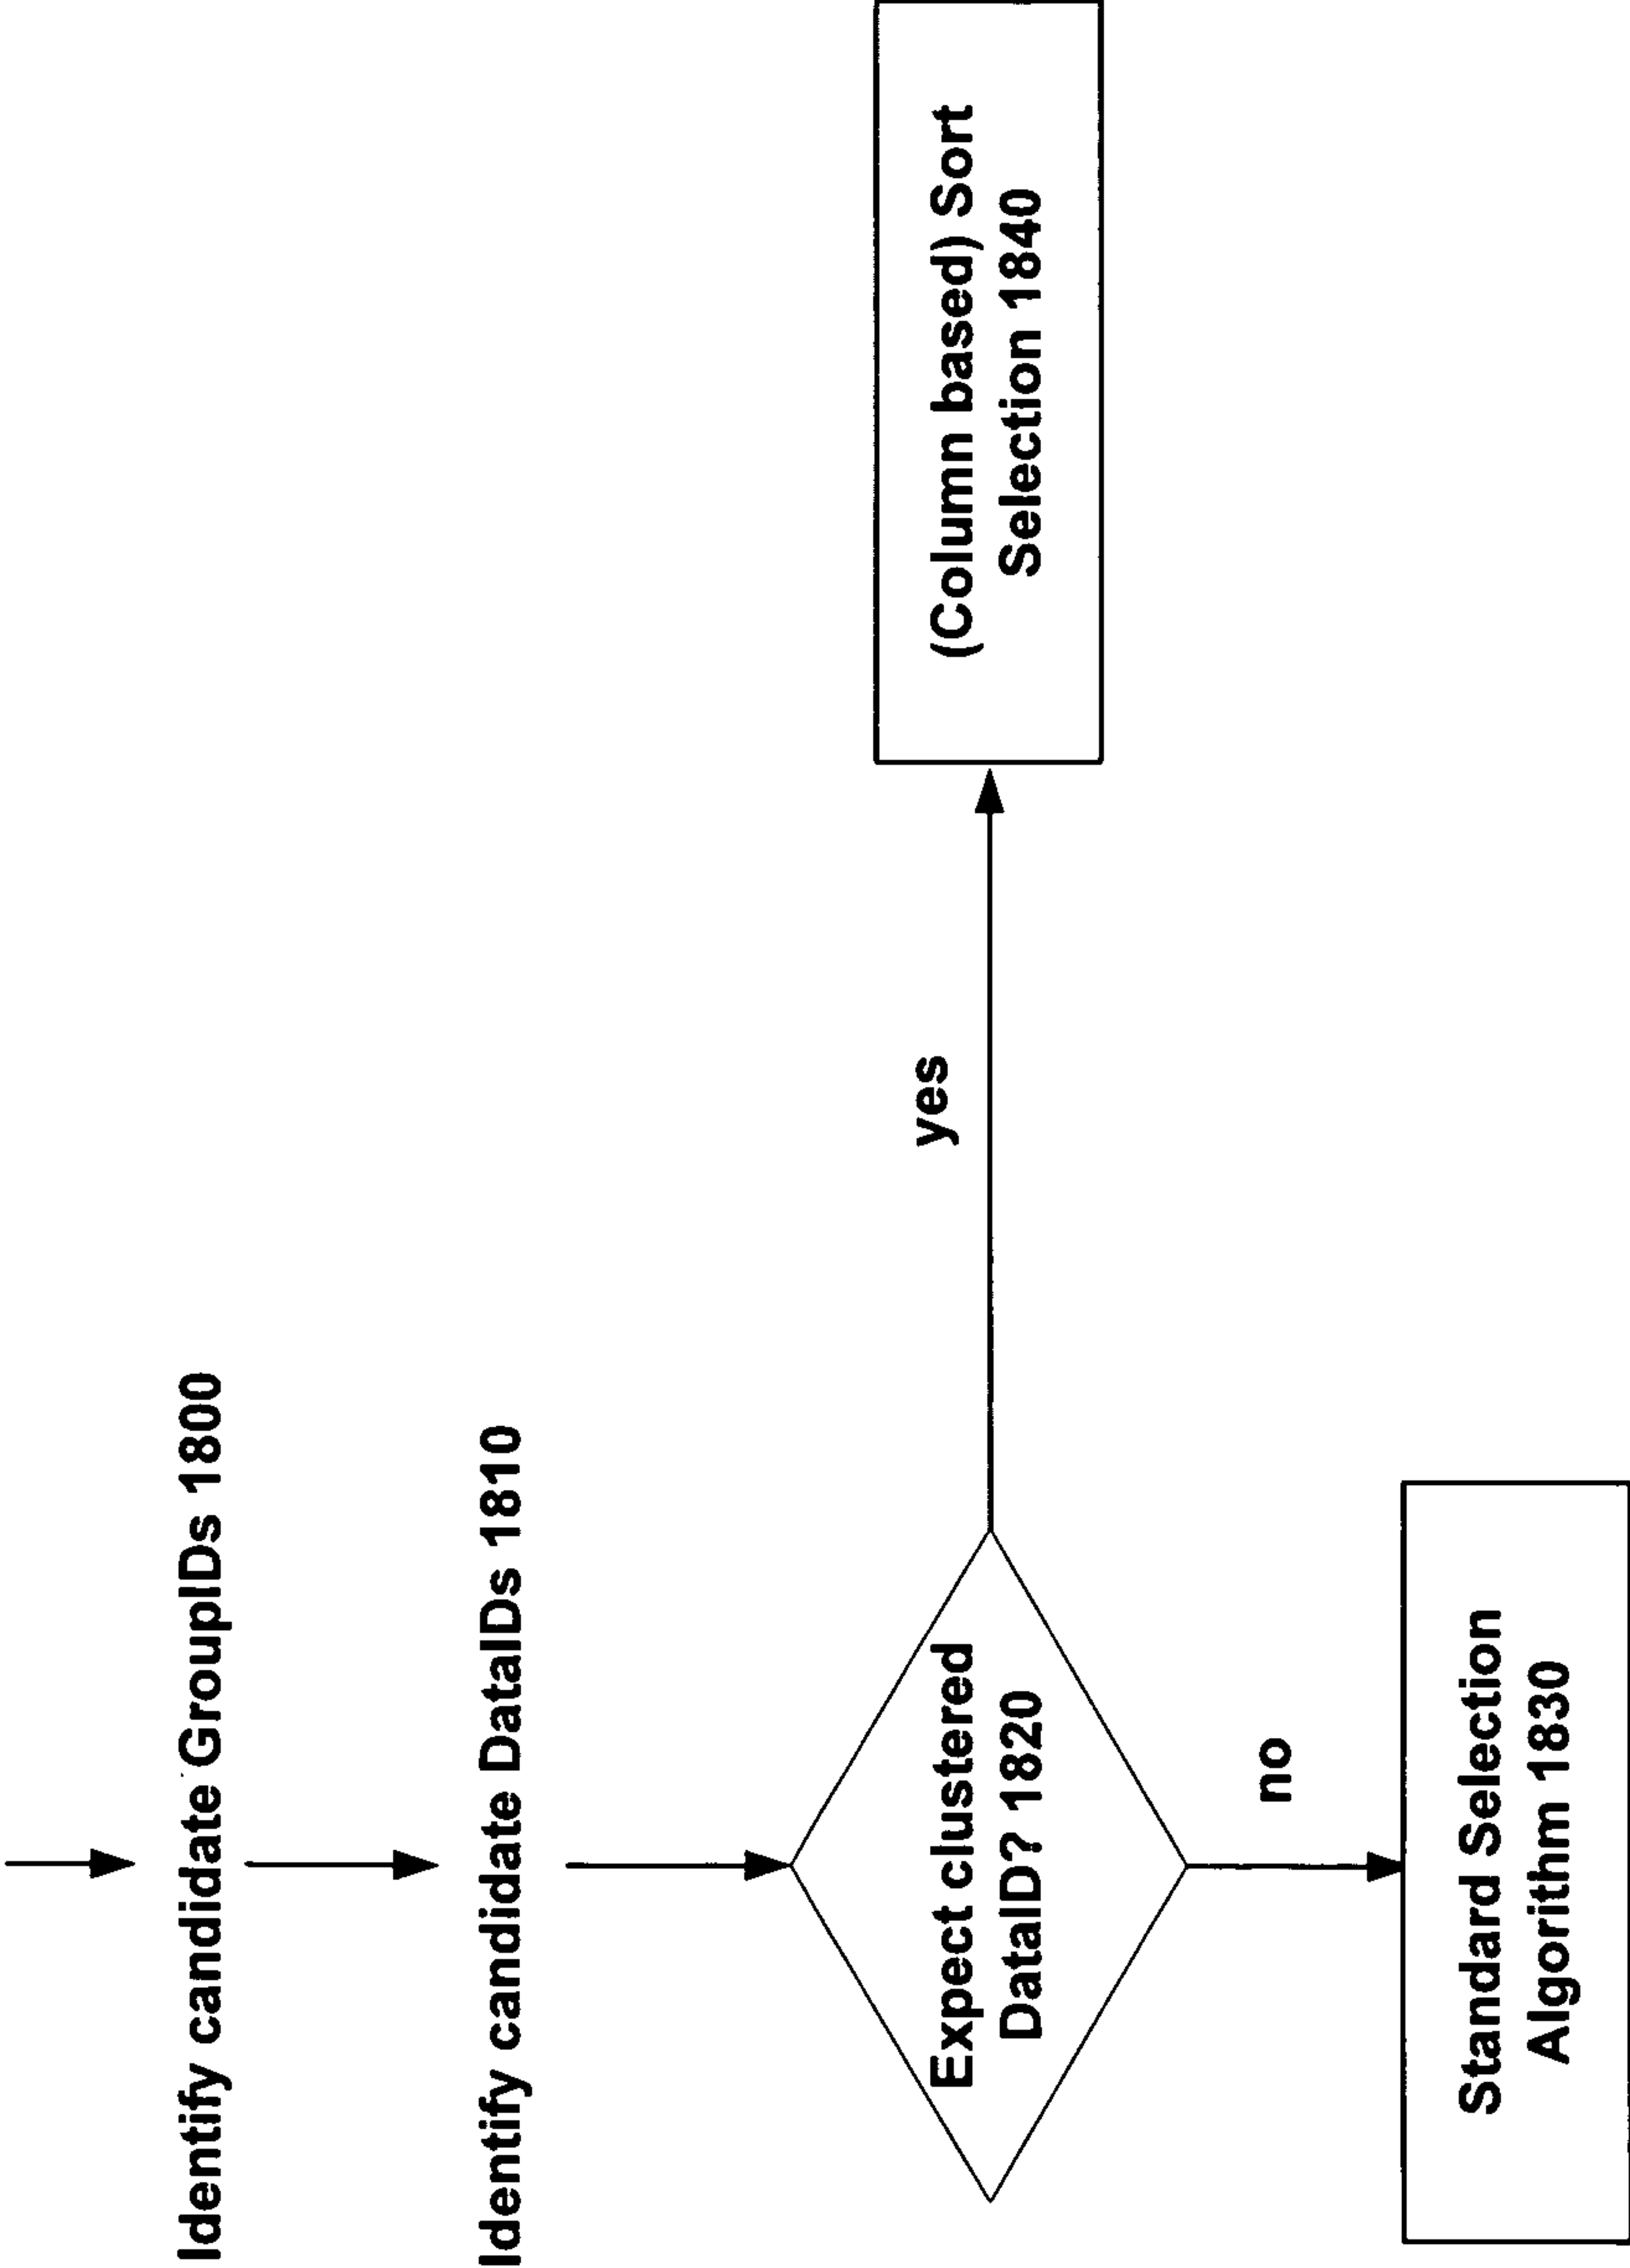 Identify candidate GroupIDs 1800
Identify candidate DataIDs 1810
Expect clustered
DataID? 1820
yes
(Column based) Sort
Selection 1840
no
Standard Selection
Algorithm 1830